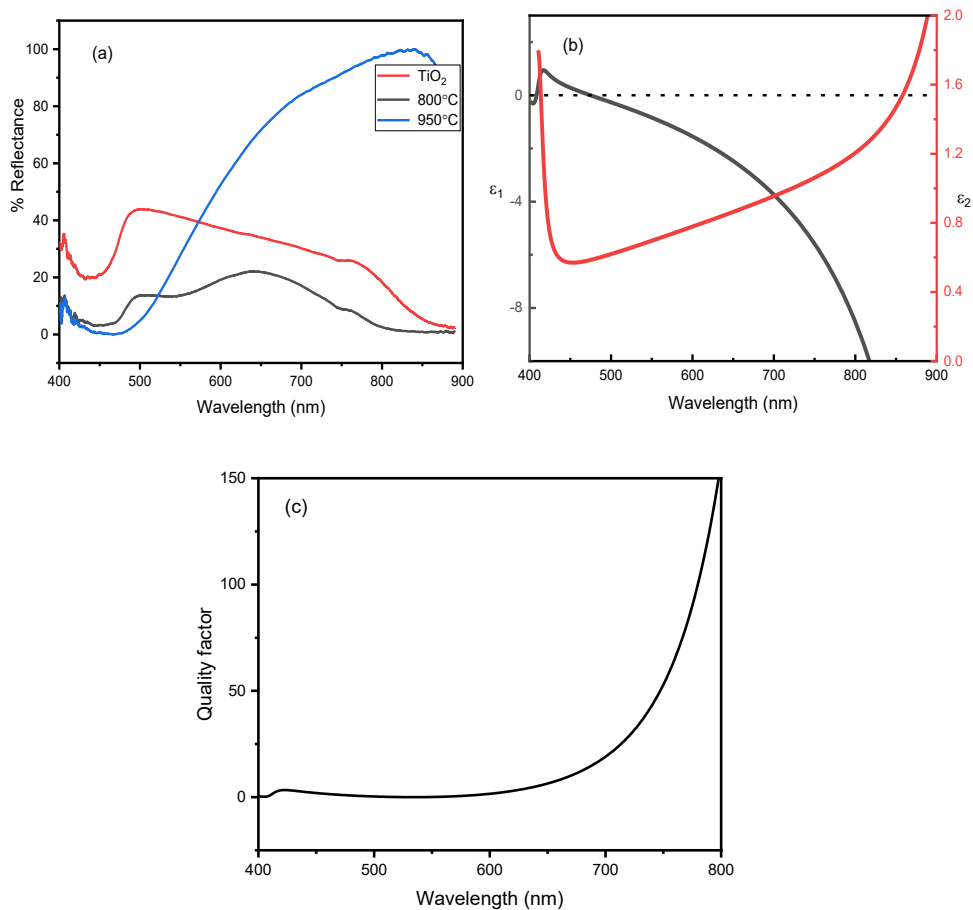 (a)
TiO2
800°C
950°C
% Reflectance
100
80
60
40
20
0
400 500 600 700 800 900
Wavelength (nm)
(b)
ε1
0
-4
-8
ε2
2.0
1.6
1.2
0.8
0.4
0.0
400 500 600 700 800 900
Wavelength (nm)
(c)
Quality factor
150
100
50
0
400 500 600 700 800
Wavelength (nm)